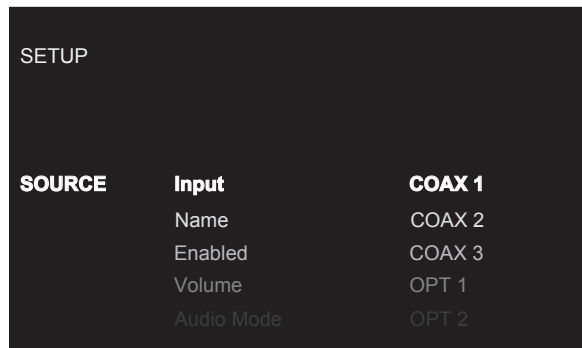 SETUP
SOURCE Input COAX 1
Name COAX 2
Enabled COAX 3
Volume OPT 1
Audio Mode OPT 2